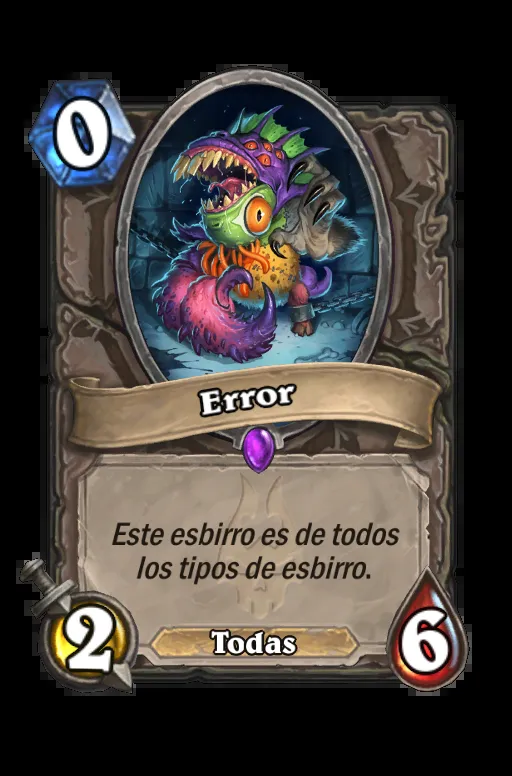 0
Error
Este esbirro es de todos
los tipos de esbirro.
2
Todas
6